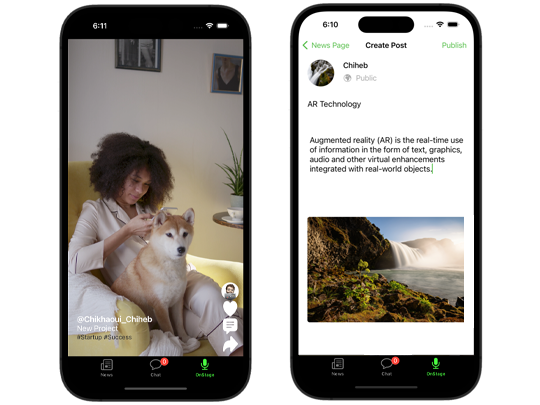 6:11
@Chikhaoui_Chiheb
New Project
#Startup #Success
News
0
Chat
OnStage
6:10
News Page
Create Post
Publish
Chiheb
Public
AR Technology
Augmented reality (AR) is the real-time use
of information in the form of text, graphics,
audio and other virtual enhancements
integrated with real-world objects.
News
0
Chat
OnStage